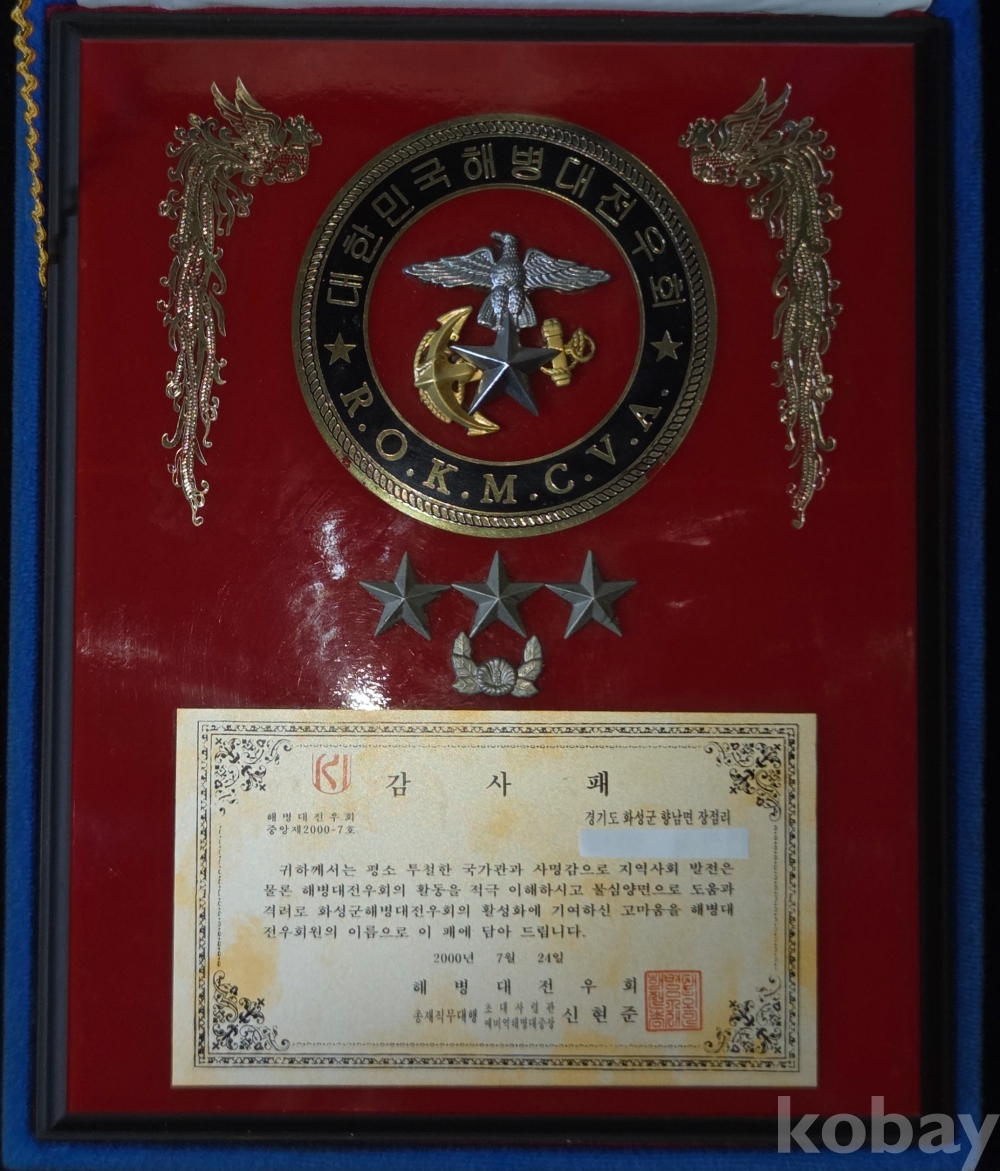 대한민국해병대전우회
R.O.K.M.C.V.A.
감 사 패
해병대전우회
중앙제2000-7호
경기도 화성군 향남면 장점리
귀하께서는 평소 투철한 국가관과 사명감으로 지역사회 발전은
물론 해병대전우회의 활동을 적극 이해하시고 물심양면으로 도움과
격려로 화성군해병대전우회의 활성화에 기여하신 고마움을 해병대
전우회원의 이름으로 이 패에 담아 드립니다.
2000년 7월 24일
해 병 대 전 우 회
총재직무대행 초대사령관 예비역해병대중장 신 현 준
kobay